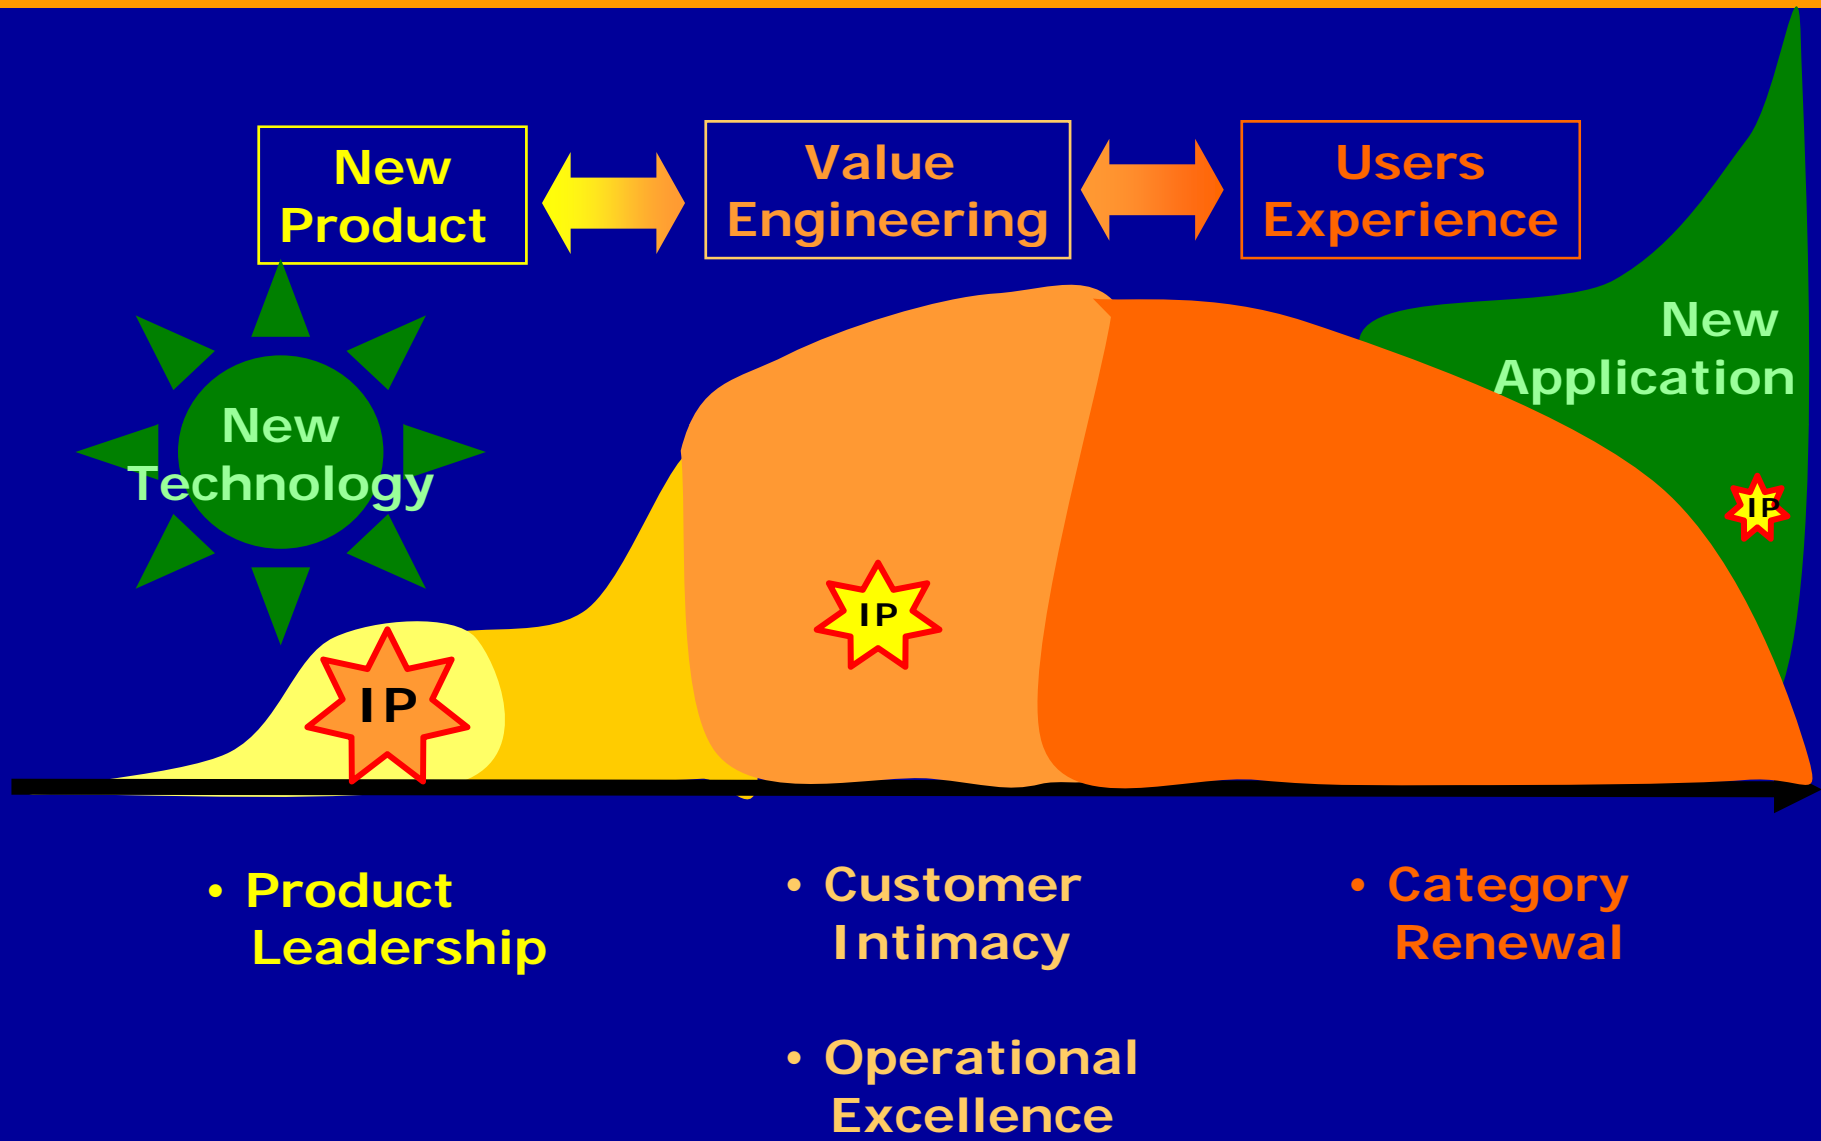 New
Product
Value
Engineering
Users
Experience
New
Application
New
Technology
IP
IP
IP
• Product
Leadership
• Customer
Intimacy
• Operational
Excellence
• Category
Renewal